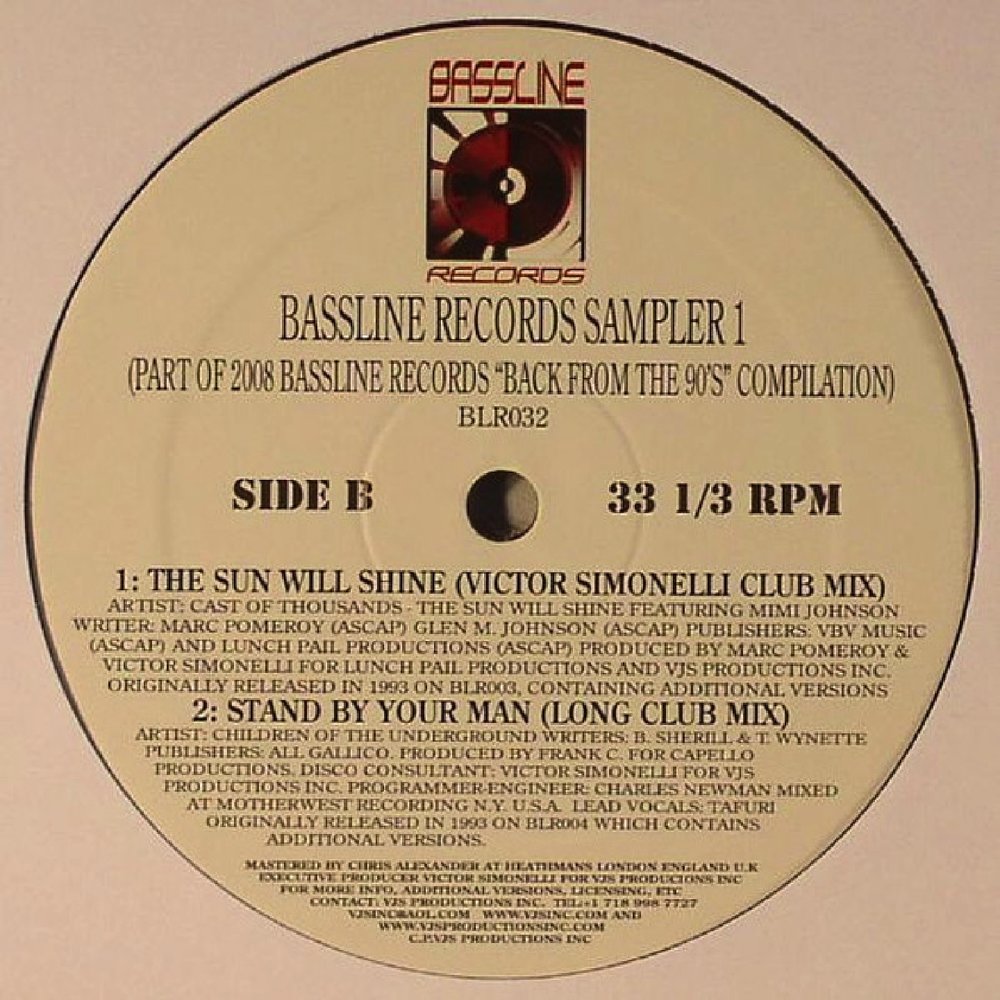 BASSLINE
RECORDS
BASSLINE RECORDS SAMPLER 1
(PART OF 2008 BASSLINE RECORDS “BACK FROM THE 90'S” COMPILATION)
BLR032
SIDE B 33 1/3 RPM
1: THE SUN WILL SHINE (VICTOR SIMONELLI CLUB MIX)
ARTIST: CAST OF THOUSANDS - THE SUN WILL SHINE FEATURING MIMI JOHNSON
WRITER: MARC POMEROY (ASCAP) GLEN M. JOHNSON (ASCAP) PUBLISHERS: VBV MUSIC
(ASCAP) AND LUNCH PAIL PRODUCTIONS (ASCAP) PRODUCED BY MARC POMEROY &
VICTOR SIMONELLI FOR LUNCH PAIL PRODUCTIONS AND VJS PRODUCTIONS INC.
ORIGINALLY RELEASED IN 1993 ON BLR003, CONTAINING ADDITIONAL VERSIONS
2: STAND BY YOUR MAN (LONG CLUB MIX)
ARTIST: CHILDREN OF THE UNDERGROUND WRITERS: B. SHERILL & T. WYNETTE
PUBLISHERS: ALL GALLICO. PRODUCED BY FRANK C. FOR CAPELLO
PRODUCTIONS. DISCO CONSULTANT: VICTOR SIMONELLI FOR VJS
PRODUCTIONS INC. PROGRAMMER-ENGINEER: CHARLES NEWMAN MIXED
AT MOTHERWEST RECORDING N.Y. U.S.A. LEAD VOCALS: TAFURI
ORIGINALLY RELEASED IN 1993 ON BLR004 WHICH CONTAINS
ADDITIONAL VERSIONS.
MASTERED BY CHRIS ALEXANDER AT HEATHMANS LONDON ENGLAND U.K
EXECUTIVE PRODUCER VICTOR SIMONELLI FOR VJS PRODUCIONS INC
FOR MORE INFO, ADDITIONAL VERSIONS, LICENSING, ETC
CONTACT: VJS PRODUCTIONS INC. TEL:+1 718 998 7727
VJSINC@AOL.COM WWW.VJSINC.COM AND
WWW.VJSPRODUCTIONSINC.COM
C.P.VJS PRODUCTIONS INC